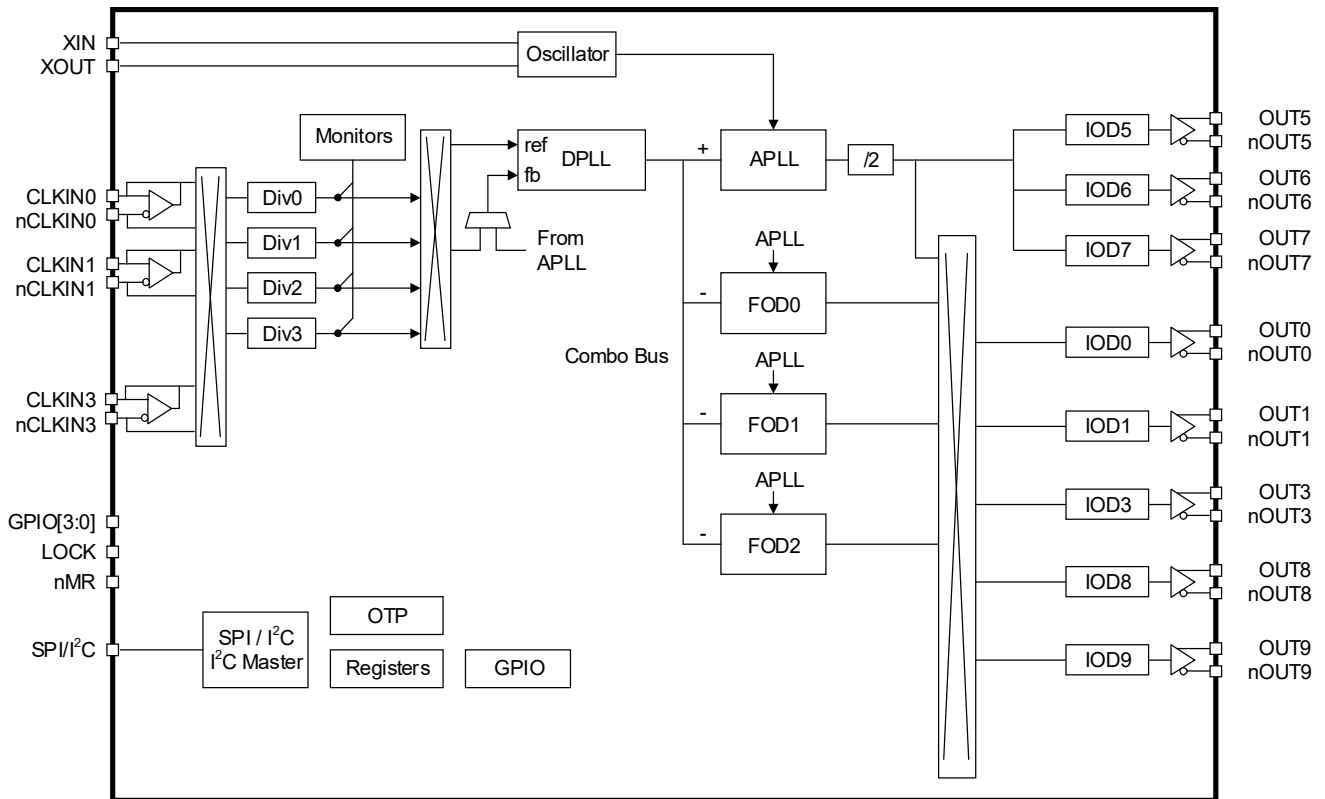 XIN
XOUT
Oscillator
Monitors
ref
fb
DPLL
+
APLL
/2
IOD5
OUT5
nOUT5
CLKIN0
nCLKIN0
Div0
IOD6
OUT6
nOUT6
CLKIN1
nCLKIN1
Div1
From
APLL
APLL
IOD7
OUT7
nOUT7
Div2
-
FOD0
Div3
Combo Bus
IOD0
OUT0
nOUT0
APLL
CLKIN3
nCLKIN3
-
FOD1
IOD1
OUT1
nOUT1
APLL
GPIO[3:0]
LOCK
nMR
-
FOD2
IOD3
OUT3
nOUT3
IOD8
OUT8
nOUT8
SPI/I²C
SPI / I²C
I²C Master
OTP
Registers
GPIO
IOD9
OUT9
nOUT9